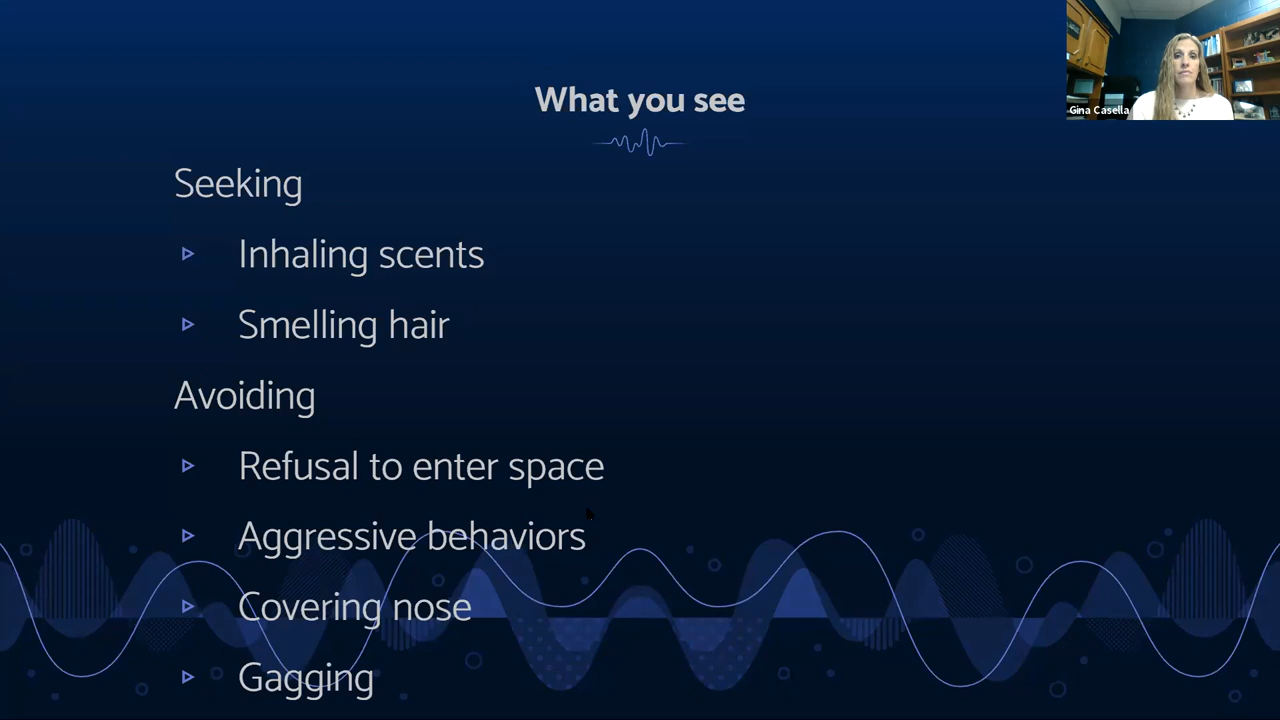 What you see
Gina Casella
Seeking
Inhaling scents
Smelling hair
Avoiding
Refusal to enter space
Aggressive behaviors
Covering nose
Gagging